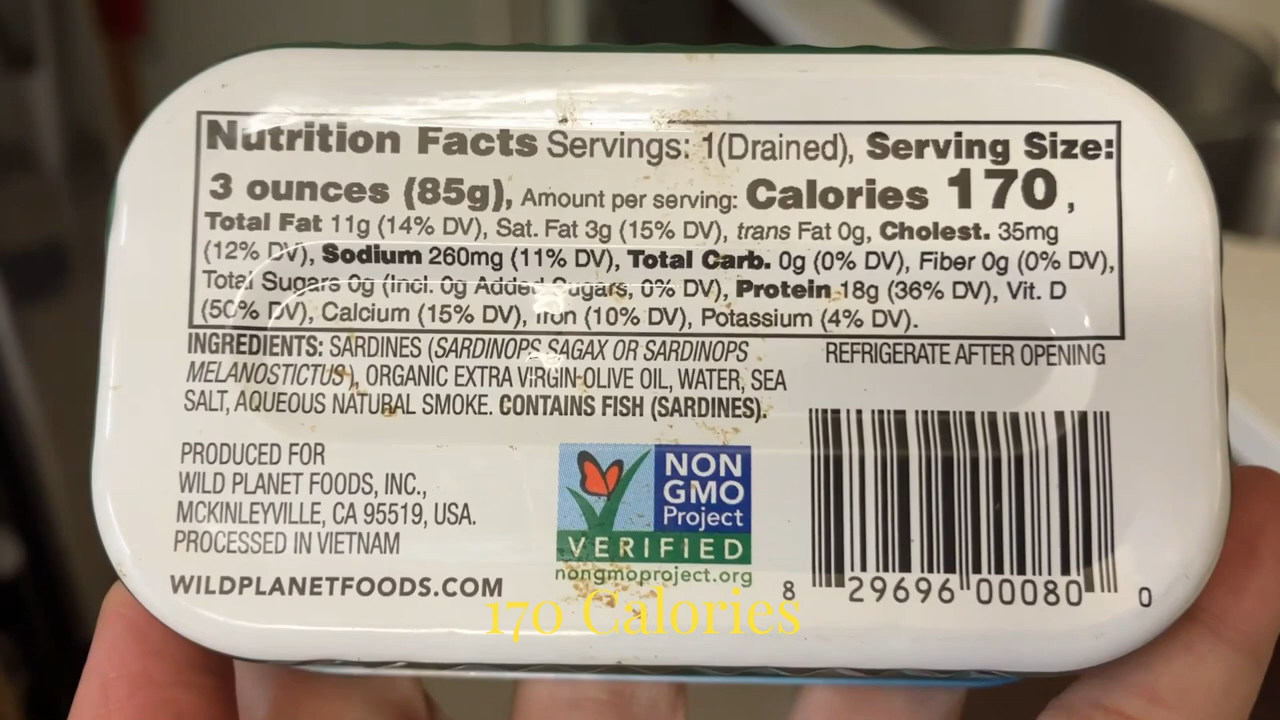 Nutrition Facts Servings: 1(Drained), Serving Size:
3 ounces (85g), Amount per serving: Calories 170,
Total Fat 11g (14% DV), Sat. Fat 3g (15% DV), trans Fat 0g, Cholest. 35mg
(12% DV), Sodium 260mg (11% DV), Total Carb. 0g (0% DV), Fiber 0g (0% DV),
Total Sugars 0g (Incl. 0g Added Sugars, 0% DV), Protein 18g (36% DV), Vit. D
(50% DV), Calcium (15% DV), Iron (10% DV), Potassium (4% DV).
INGREDIENTS: SARDINES (SARDINOPS SAGAX OR SARDINOPS
MELANOSTICTUS), ORGANIC EXTRA VIRGIN OLIVE OIL, WATER, SEA
SALT, AQUEOUS NATURAL SMOKE. CONTAINS FISH (SARDINES).
REFRIGERATE AFTER OPENING
PRODUCED FOR
WILD PLANET FOODS, INC.,
MCKINLEYVILLE, CA 95519, USA.
PROCESSED IN VIETNAM
WILDPLANETFOODS.COM
NON
GMO
Project
VERIFIED
nongmoproject.org
8 29696 00080 0
170 Calories